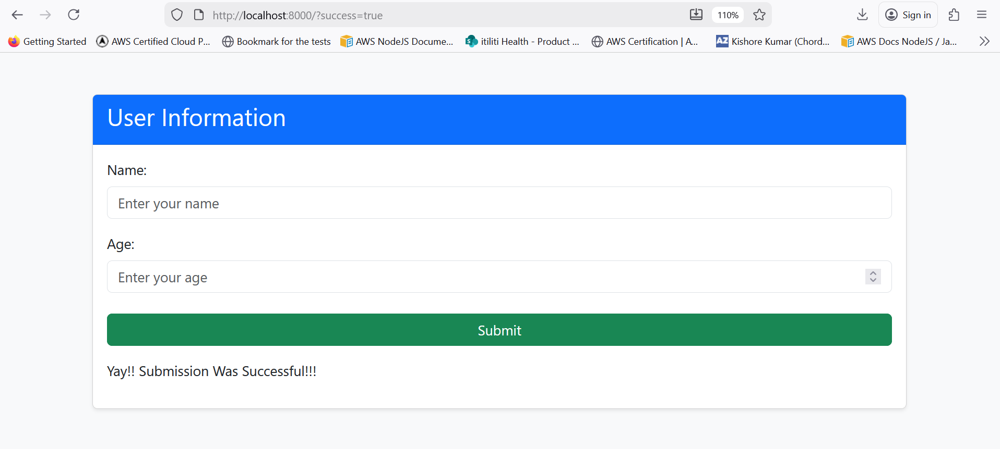 http://localhost:8000/?success=true
110%
Sign in
Getting Started
AWS Certified Cloud P...
Bookmark for the tests
AWS NodeJS Docume...
itiliti Health - Product ...
AWS Certification | A...
AZ
Kishore Kumar (Chord...
AWS Docs NodeJS / Ja...
User Information
Name:
Enter your name
Age:
Enter your age
Submit
Yay!! Submission Was Successful!!!